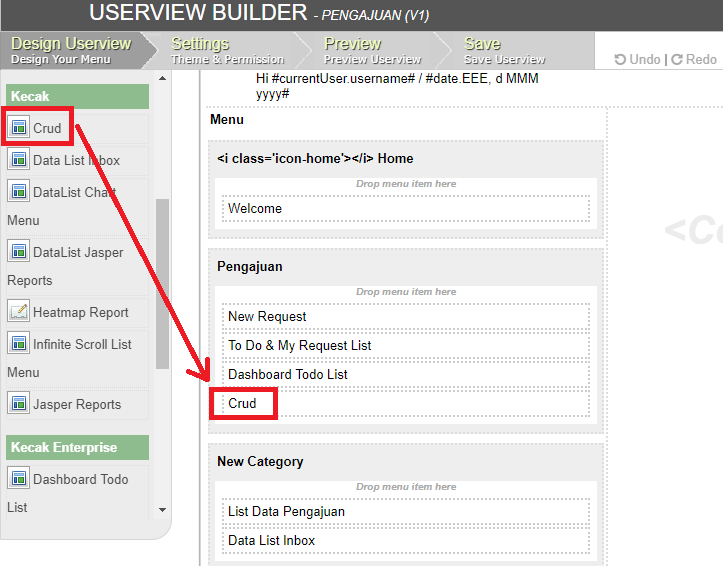 USERVIEW BUILDER - PENGAJUAN (V1)
Design Userview
Design Your Menu
Settings
Theme & Permission
Preview
Preview Userview
Save
Save Userview
Undo | Redo
Kecak
Crud
Data List Inbox
DataList Chart
Menu
DataList Jasper
Reports
Heatmap Report
Infinite Scroll List
Menu
Jasper Reports
Kecak Enterprise
Dashboard Todo
List
Hi #currentUser.username# / #date.EEE, d MMM
yyyy#
Menu
<i class='icon-home'></i> Home
Drop menu item here
Welcome
Pengajuan
Drop menu item here
New Request
To Do & My Request List
Dashboard Todo List
Crud
New Category
Drop menu item here
List Data Pengajuan
Data List Inbox